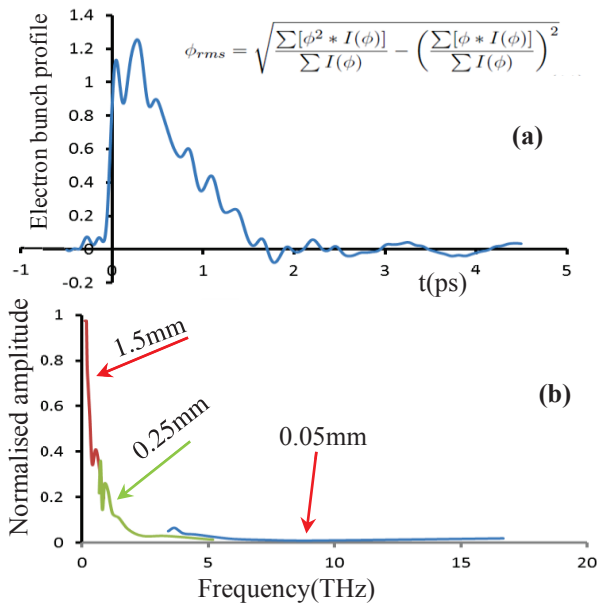 Electron bunch profile
1.4
1.2
1
0.8
0.6
0.4
0.2
0
-1 0 1 2 3 4 5
t(ps)
ϕ_rms = √( ∑[ϕ² * I(ϕ)] / ∑ I(ϕ) − ( ∑[ϕ * I(ϕ)] / ∑ I(ϕ) )² )
(a)
Normalised amplitude
1
0.8
0.6
0.4
0.2
0
1.5mm
0.25mm
0.05mm
(b)
0 5 10 15 20
Frequency(THz)